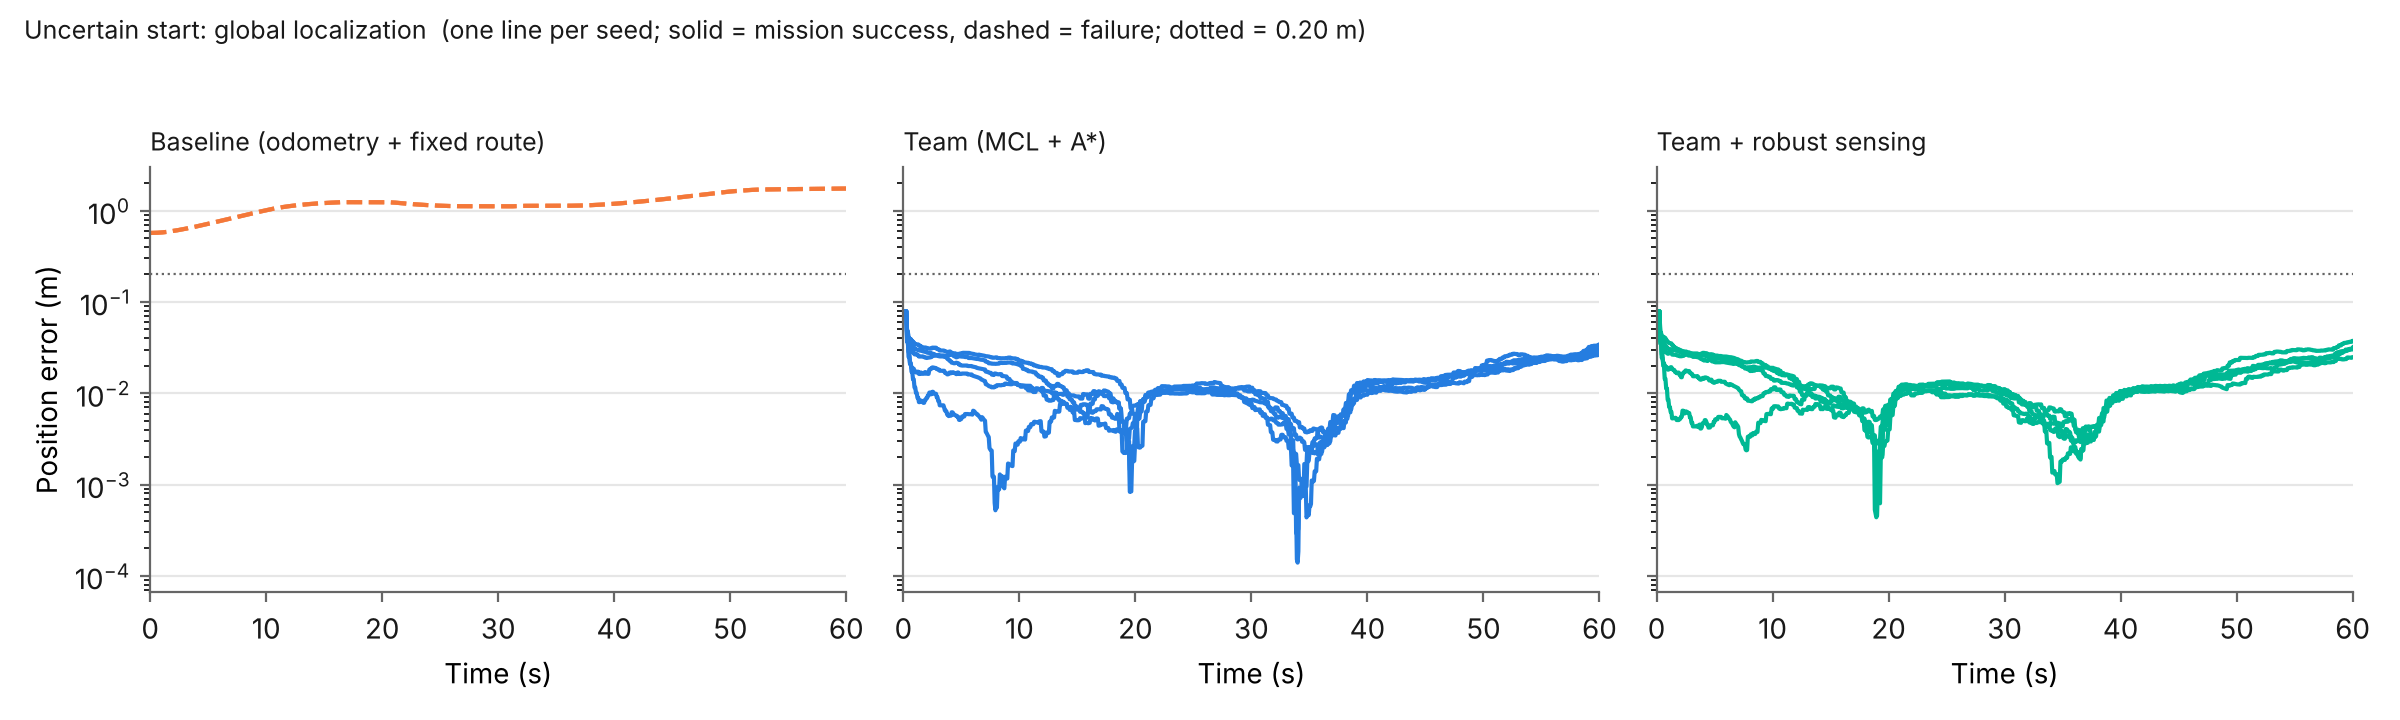 Uncertain start: global localization  (one line per seed; solid = mission success, dashed = failure; dotted = 0.20 m)
Baseline (odometry + fixed route)
Team (MCL + A*)
Team + robust sensing
Position error (m)
10⁰
10⁻¹
10⁻²
10⁻³
10⁻⁴
0 10 20 30 40 50 60
0 10 20 30 40 50 60
0 10 20 30 40 50 60
Time (s)
Time (s)
Time (s)